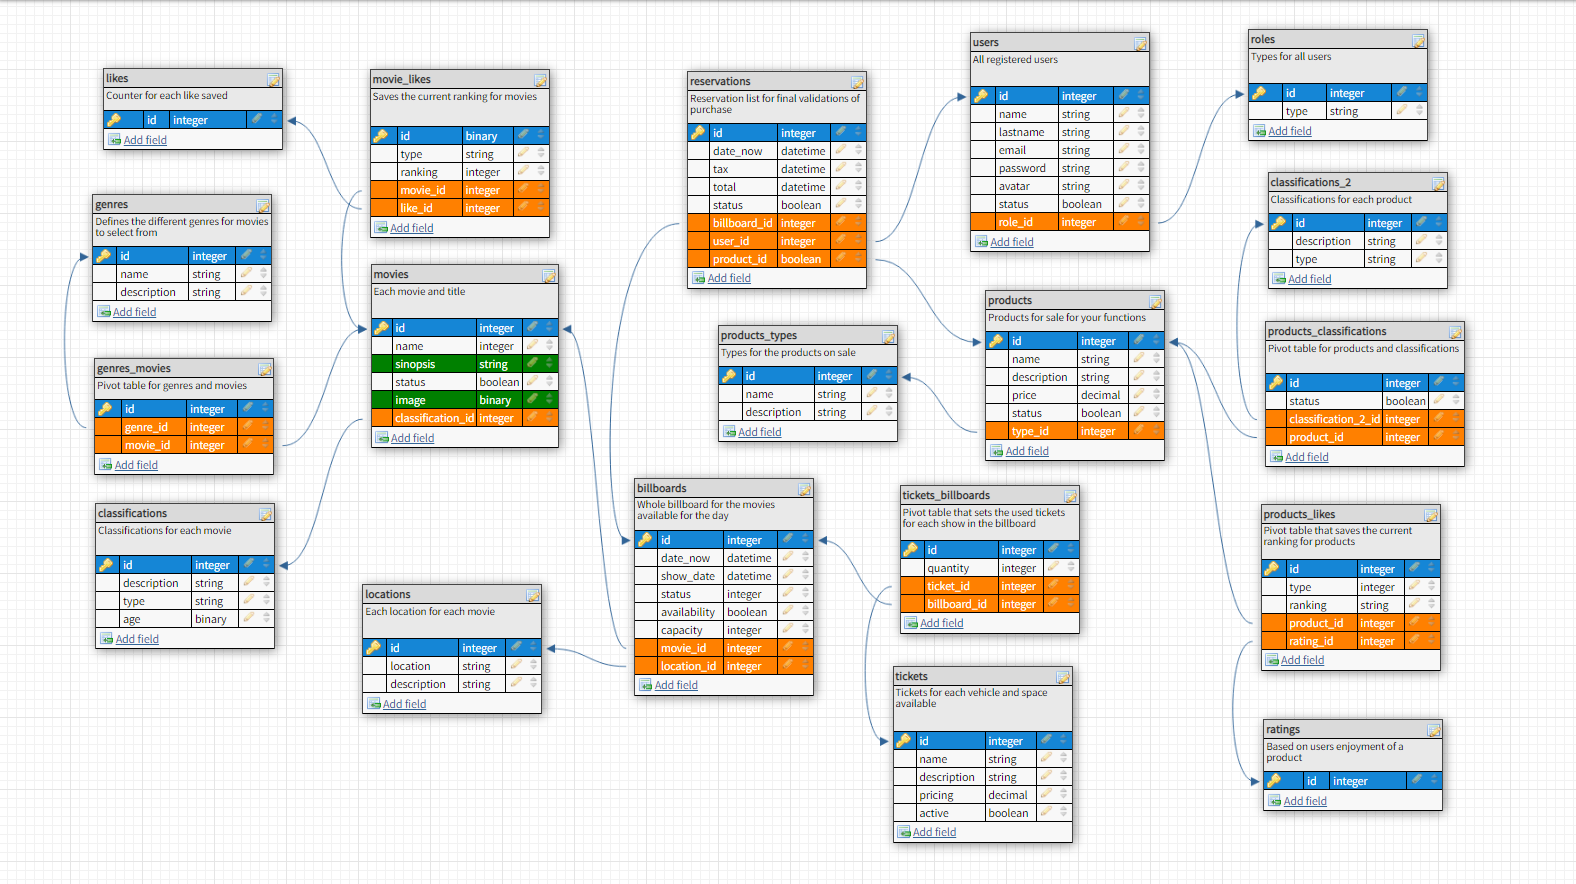 likes
Counter for each like saved
id integer
Add field
genres
Defines the different genres for movies
to select from
id integer
name string
description string
Add field
genres_movies
Pivot table for genres and movies
id integer
genre_id integer
movie_id integer
Add field
classifications
Classifications for each movie
id integer
description string
type string
age binary
Add field
movie_likes
Saves the current ranking for movies
id binary
type string
ranking integer
movie_id integer
like_id integer
Add field
movies
Each movie and title
id integer
name integer
sinopsis string
status boolean
image binary
classification_id integer
Add field
locations
Each location for each movie
id integer
location string
description string
Add field
reservations
Reservation list for final validations of
purchase
id integer
date_now datetime
tax datetime
total datetime
status boolean
billboard_id integer
user_id integer
product_id boolean
Add field
products_types
Types for the products on sale
id integer
name string
description string
Add field
billboards
Whole billboard for the movies
available for the day
id integer
date_now datetime
show_date datetime
status integer
availability boolean
capacity integer
movie_id integer
location_id integer
Add field
users
All registered users
id integer
name string
lastname string
email string
password string
avatar string
status boolean
role_id integer
Add field
products
Products for sale for your functions
id integer
name string
description string
price decimal
status boolean
type_id integer
Add field
tickets_billboards
Pivot table that sets the used tickets
for each show in the billboard
id integer
quantity integer
ticket_id integer
billboard_id integer
Add field
tickets
Tickets for each vehicle and space
available
id integer
name string
description string
pricing decimal
active boolean
Add field
roles
Types for all users
id integer
type string
Add field
classifications_2
Classifications for each product
id integer
description string
type string
Add field
products_classifications
Pivot table for products and classifications
id integer
status boolean
classification_2_id integer
product_id integer
Add field
products_likes
Pivot table that saves the current
ranking for products
id integer
type integer
ranking string
product_id integer
rating_id integer
Add field
ratings
Based on users enjoyment of a
product
id integer
Add field